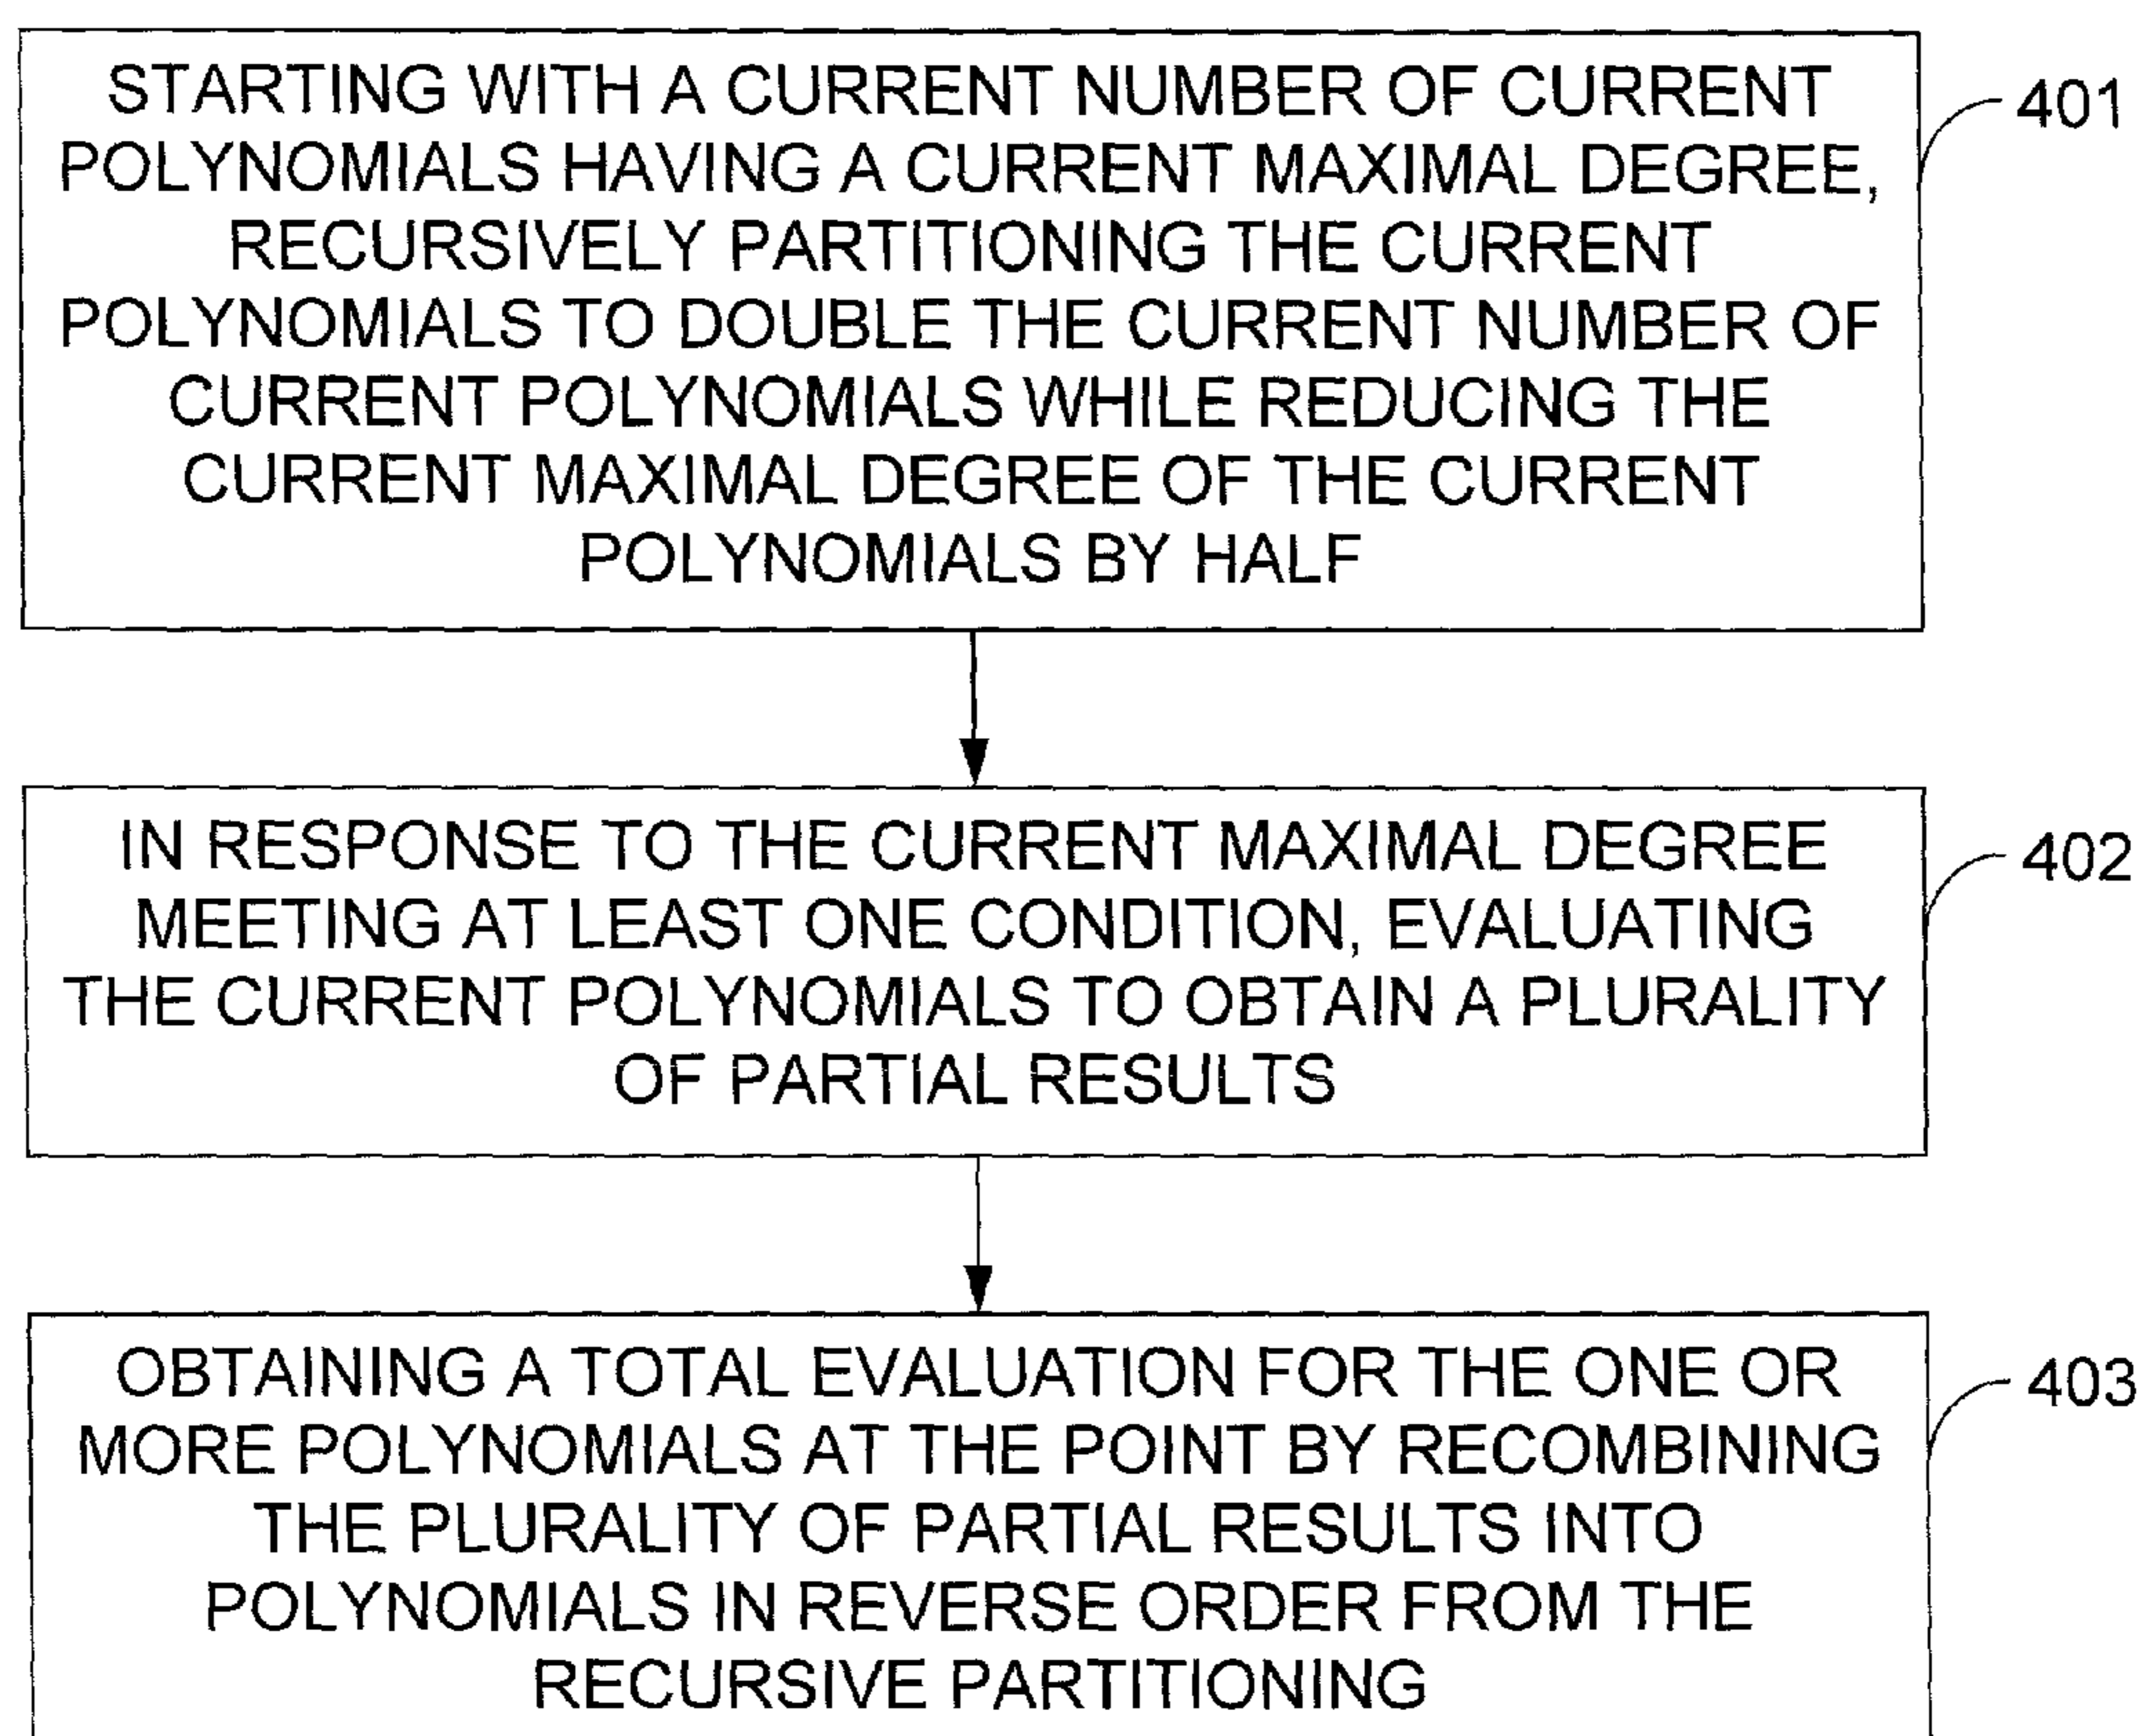 STARTING WITH A CURRENT NUMBER OF CURRENT
POLYNOMIALS HAVING A CURRENT MAXIMAL DEGREE,
RECURSIVELY PARTITIONING THE CURRENT
POLYNOMIALS TO DOUBLE THE CURRENT NUMBER OF
CURRENT POLYNOMIALS WHILE REDUCING THE
CURRENT MAXIMAL DEGREE OF THE CURRENT
POLYNOMIALS BY HALF
401
IN RESPONSE TO THE CURRENT MAXIMAL DEGREE
MEETING AT LEAST ONE CONDITION, EVALUATING
THE CURRENT POLYNOMIALS TO OBTAIN A PLURALITY
OF PARTIAL RESULTS
402
OBTAINING A TOTAL EVALUATION FOR THE ONE OR
MORE POLYNOMIALS AT THE POINT BY RECOMBINING
THE PLURALITY OF PARTIAL RESULTS INTO
POLYNOMIALS IN REVERSE ORDER FROM THE
RECURSIVE PARTITIONING
403